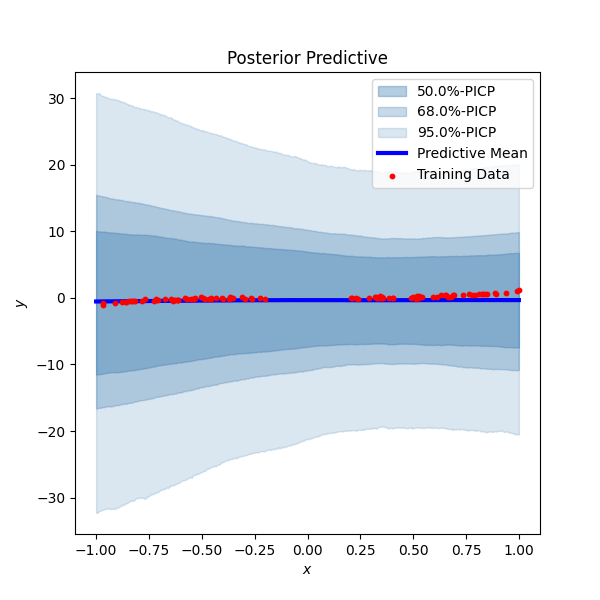 Posterior Predictive
50.0%-PICP
68.0%-PICP
95.0%-PICP
Predictive Mean
Training Data
30
20
10
0
−10
−20
−30
y
−1.00 −0.75 −0.50 −0.25 0.00 0.25 0.50 0.75 1.00
x